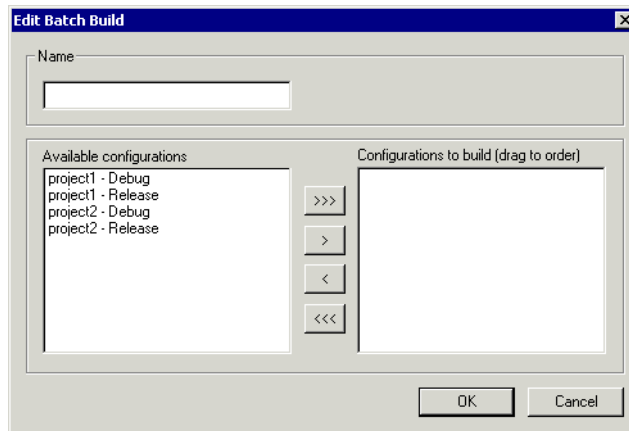 Edit Batch Build
Name
Available configurations
project1 - Debug
project1 - Release
project2 - Debug
project2 - Release
>>>
>
<
<<<
Configurations to build (drag to order)
OK
Cancel